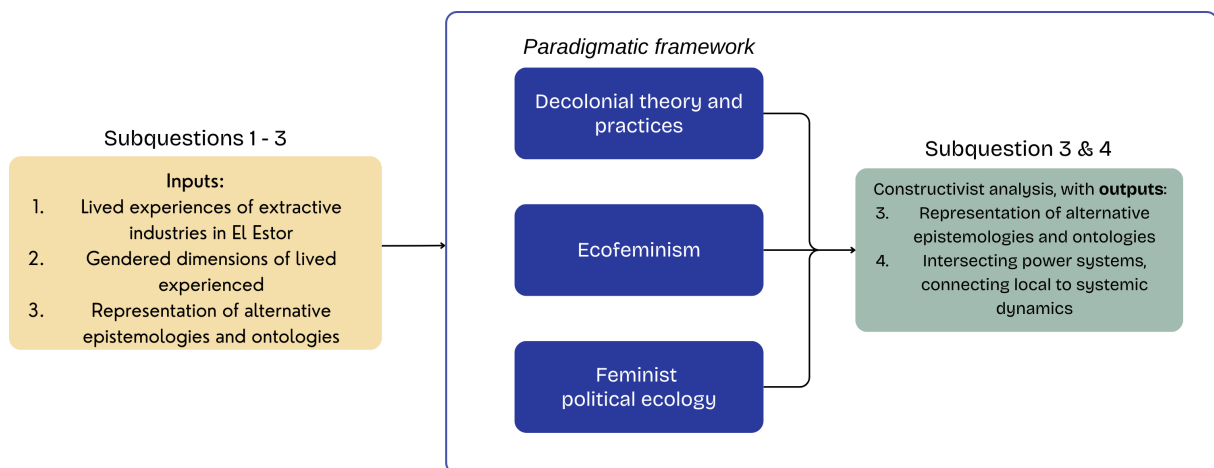 Subquestions 1 - 3
Inputs:
1. Lived experiences of extractive
industries in El Estor
2. Gendered dimensions of lived
experienced
3. Representation of alternative
epistemologies and ontologies
Paradigmatic framework
Decolonial theory and
practices
Ecofeminism
Feminist
political ecology
Subquestion 3 & 4
Constructivist analysis, with outputs:
3. Representation of alternative
epistemologies and ontologies
4. Intersecting power systems,
connecting local to systemic
dynamics